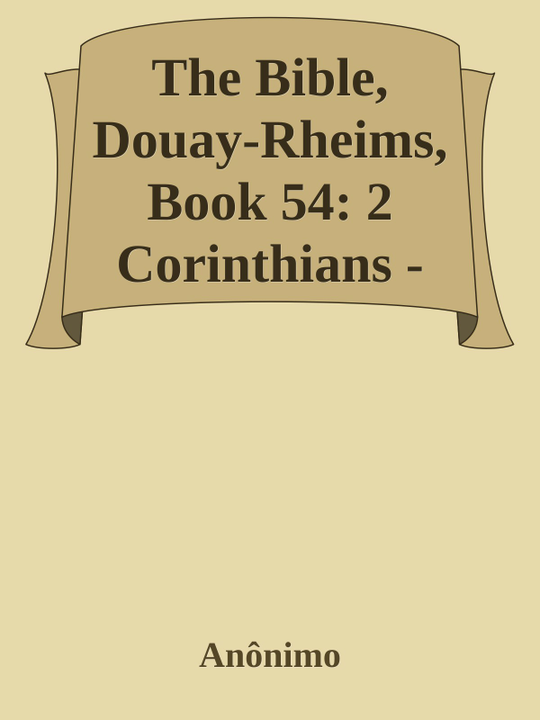 The Bible,
Douay-Rheims,
Book 54: 2
Corinthians -
Anônimo